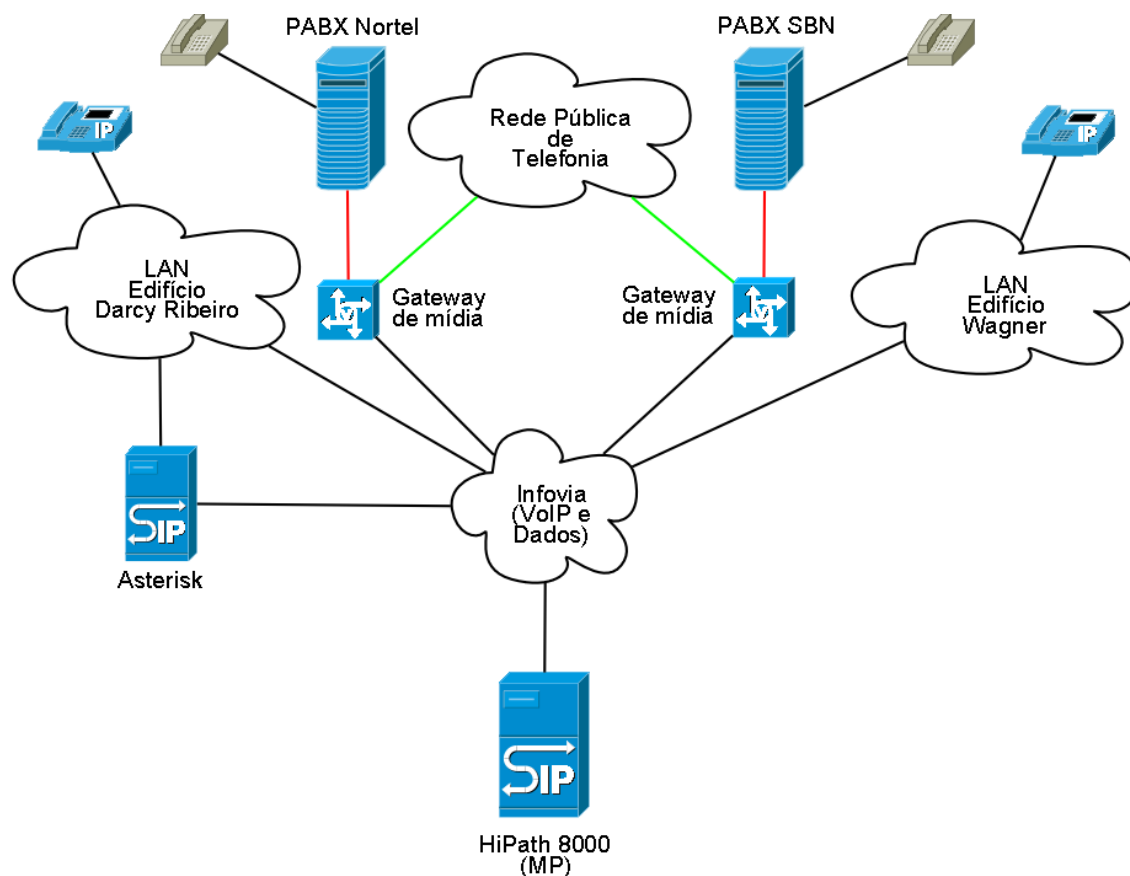 PABX Nortel
PABX SBN
Rede Pública
de
Telefonia
IP
IP
LAN
Edifício
Darcy Ribeiro
Gateway
de mídia
V
Gateway
de mídia
V
LAN
Edifício
Wagner
Infovia
(VoIP e
Dados)
SIP
Asterisk
SIP
HiPath 8000
(MP)